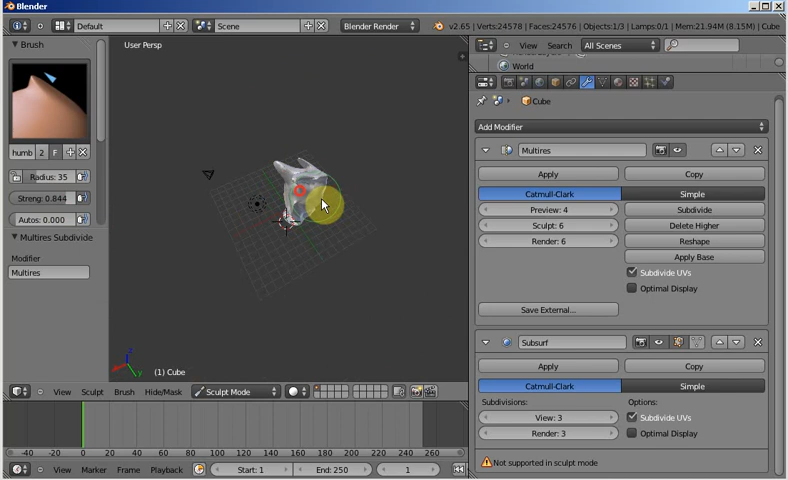 Blender
Default
Scene
Blender Render
v2.65 | Verts:24578 | Faces:24576 | Objects:1/3 | Lamps:0/1 | Mem:21.94M (8.15M) | Cube
Brush
humb 2 F
Radius: 35
Streng: 0.844
Autos: 0.000
Multires Subdivide
Modifier
Multires
User Persp
(1) Cube
View Sculpt Brush Hide/Mask Sculpt Mode
-40 -20 0 20 40 60 80 100 120 140 160 180 200 220 240 260
View Marker Frame Playback Start: 1 End: 250 1
View Search All Scenes
World
Cube
Add Modifier
Multires
Apply Copy
Catmull-Clark Simple
Preview: 4 Subdivide
Sculpt: 6 Delete Higher
Render: 6 Reshape
Apply Base
Subdivide UVs
Optimal Display
Save External...
Subsurf
Apply Copy
Catmull-Clark Simple
Subdivisions: Options:
View: 3 Subdivide UVs
Render: 3 Optimal Display
Not supported in sculpt mode